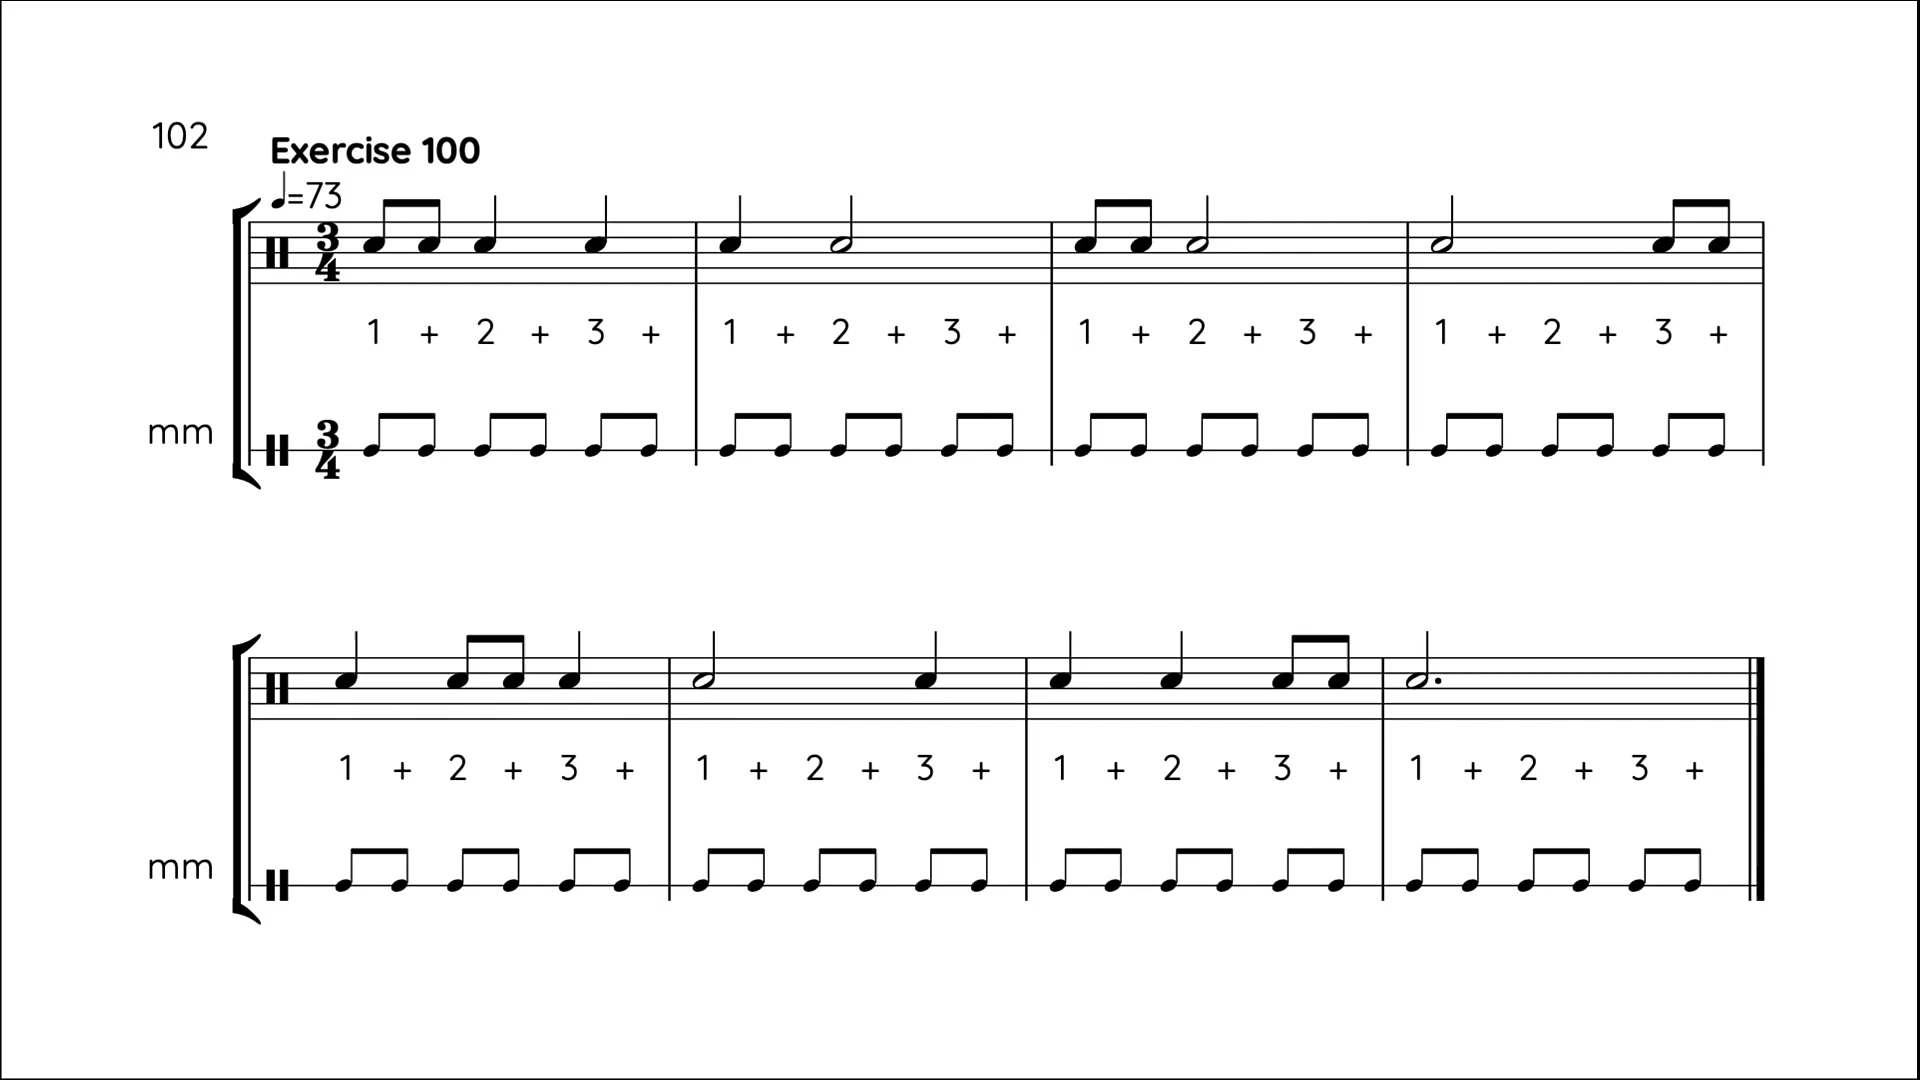 102
Exercise 100
♩=73
3
4
1 + 2 + 3 + 1 + 2 + 3 + 1 + 2 + 3 + 1 + 2 + 3 +
mm
3
4
1 + 2 + 3 + 1 + 2 + 3 + 1 + 2 + 3 + 1 + 2 + 3 +
mm